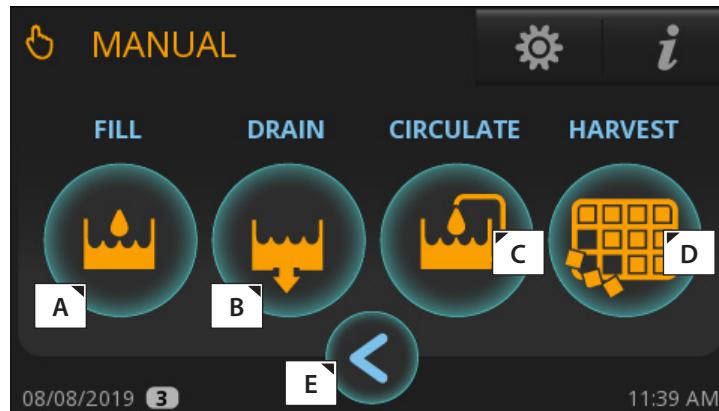 MANUAL i
FILL DRAIN CIRCULATE HARVEST
C D
A B
E
08/08/2019 3 11:39 AM